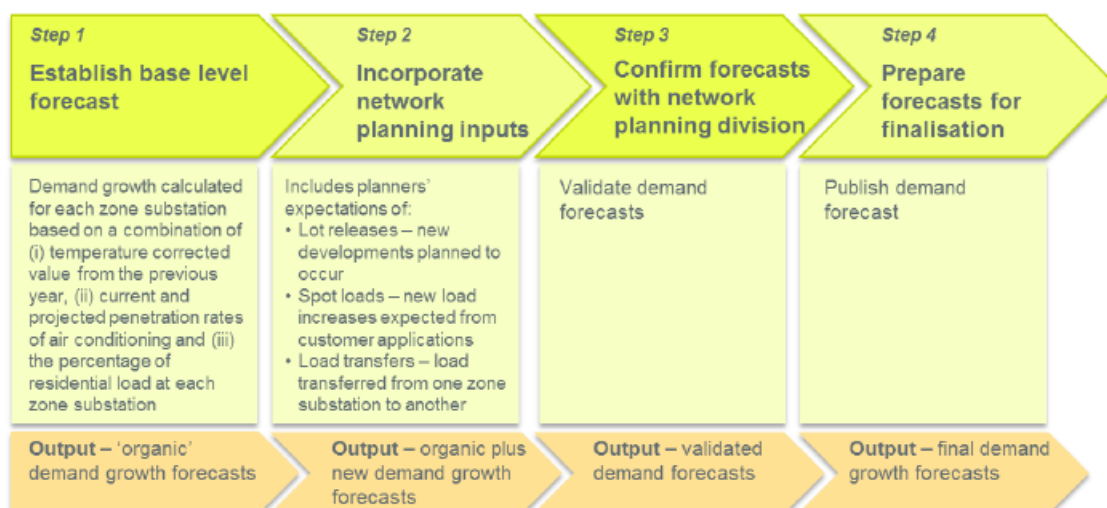 Step 1
Establish base level
forecast
Step 2
Incorporate
network
planning inputs
Step 3
Confirm forecasts
with network
planning division
Step 4
Prepare
forecasts for
finalisation
Demand growth calculated
for each zone substation
based on a combination of
(i) temperature corrected
value from the previous
year, (ii) current and
projected penetration rates
of air conditioning and (iii)
the percentage of
residential load at each
zone substation
Includes planners'
expectations of:
• Lot releases – new
developments planned to
occur
• Spot loads – new load
increases expected from
customer applications
• Load transfers – load
transferred from one zone
substation to another
Validate demand
forecasts
Publish demand
forecast
Output – 'organic'
demand growth forecasts
Output – organic plus
new demand growth
forecasts
Output – validated
demand forecasts
Output – final demand
growth forecasts